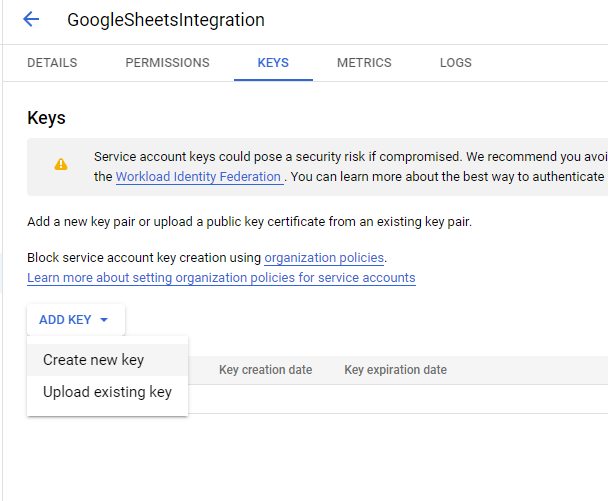 GoogleSheetsIntegration
DETAILS PERMISSIONS KEYS METRICS LOGS
Keys
Service account keys could pose a security risk if compromised. We recommend you avoi
the Workload Identity Federation . You can learn more about the best way to authenticate
Add a new key pair or upload a public key certificate from an existing key pair.
Block service account key creation using organization policies.
Learn more about setting organization policies for service accounts
ADD KEY
Create new key
Upload existing key
Key creation date Key expiration date